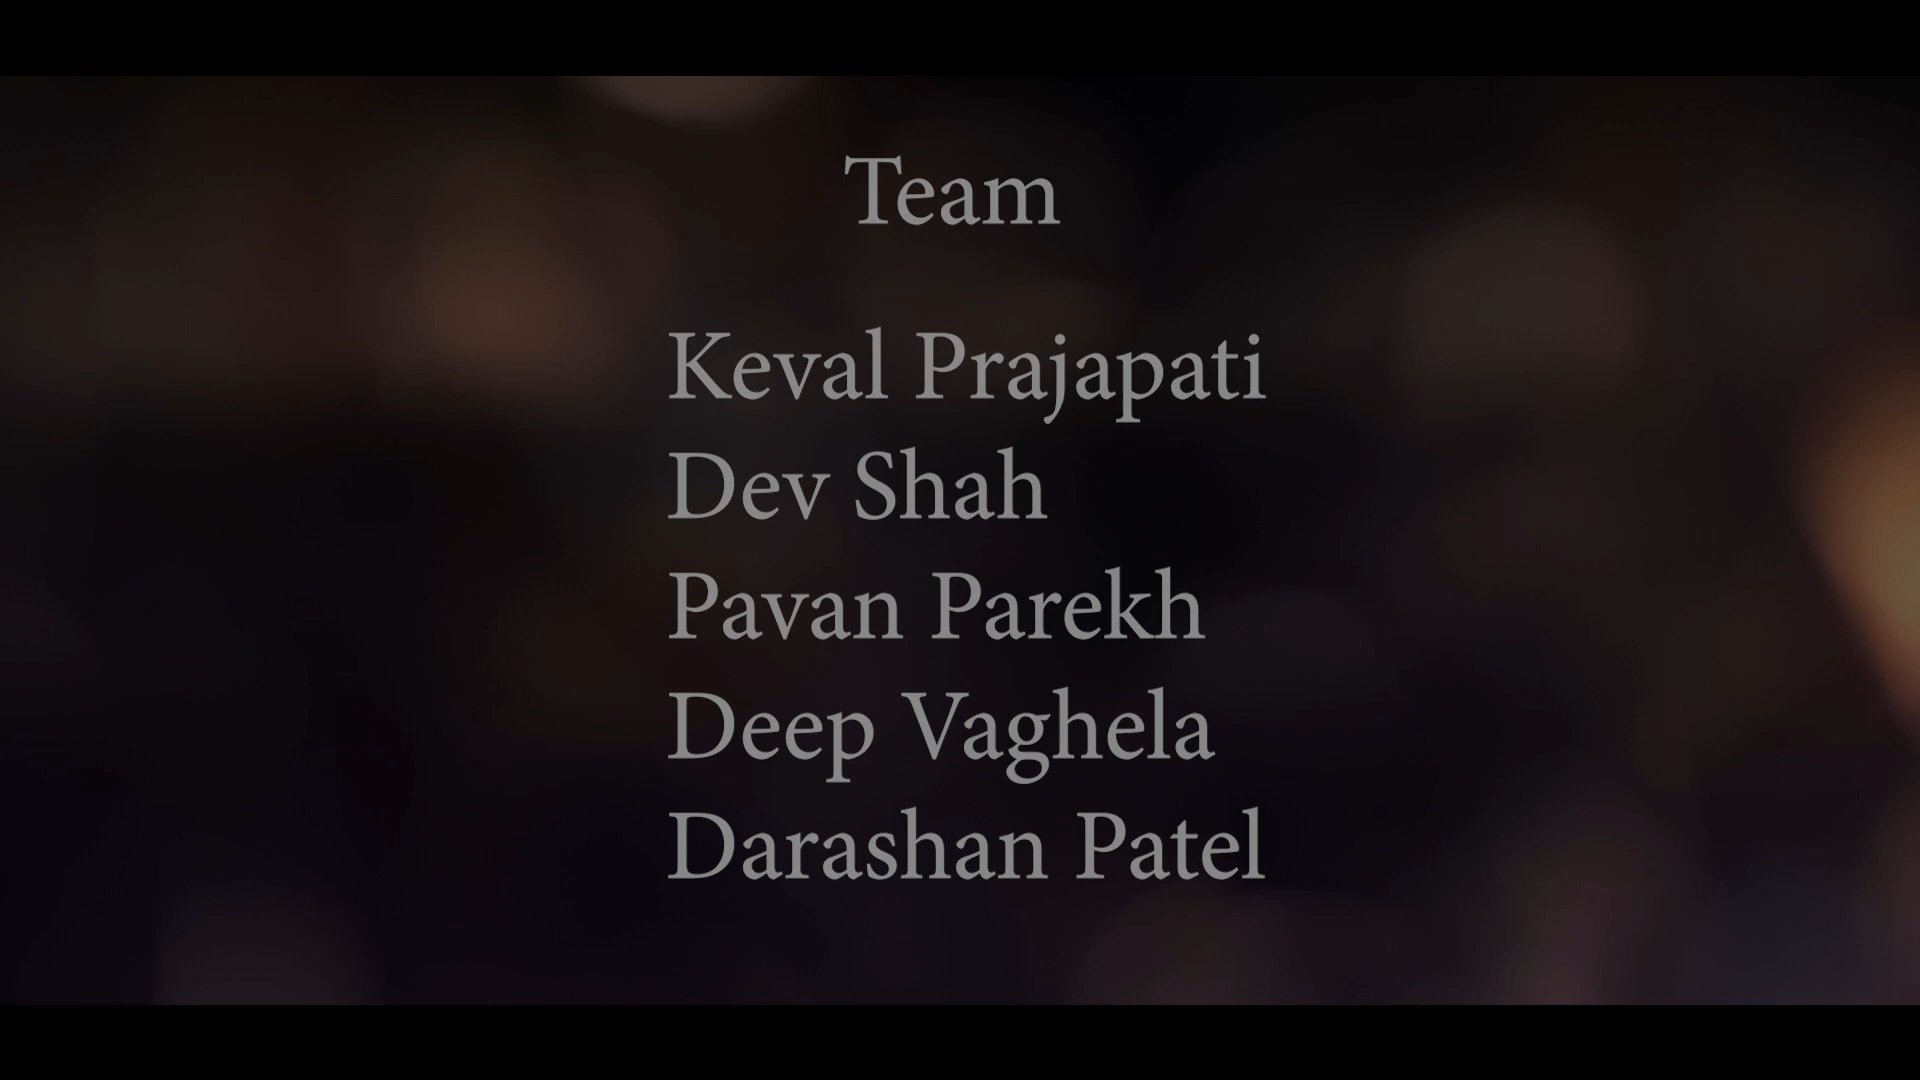 Team
Keval Prajapati
Dev Shah
Pavan Parekh
Deep Vaghela
Darashan Patel